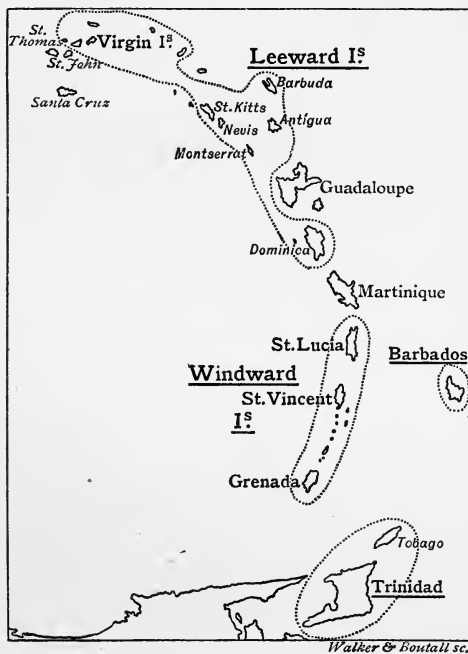 St.
Thomas
Virgin Is.
St. John
Santa Cruz
Leeward Is.
Barbuda
St. Kitts
Nevis
Antigua
Montserrat
Guadaloupe
Dominica
Martinique
St. Lucia
Barbados
Windward
Is.
St. Vincent
Grenada
Tobago
Trinidad
Walker & Boutall sc.